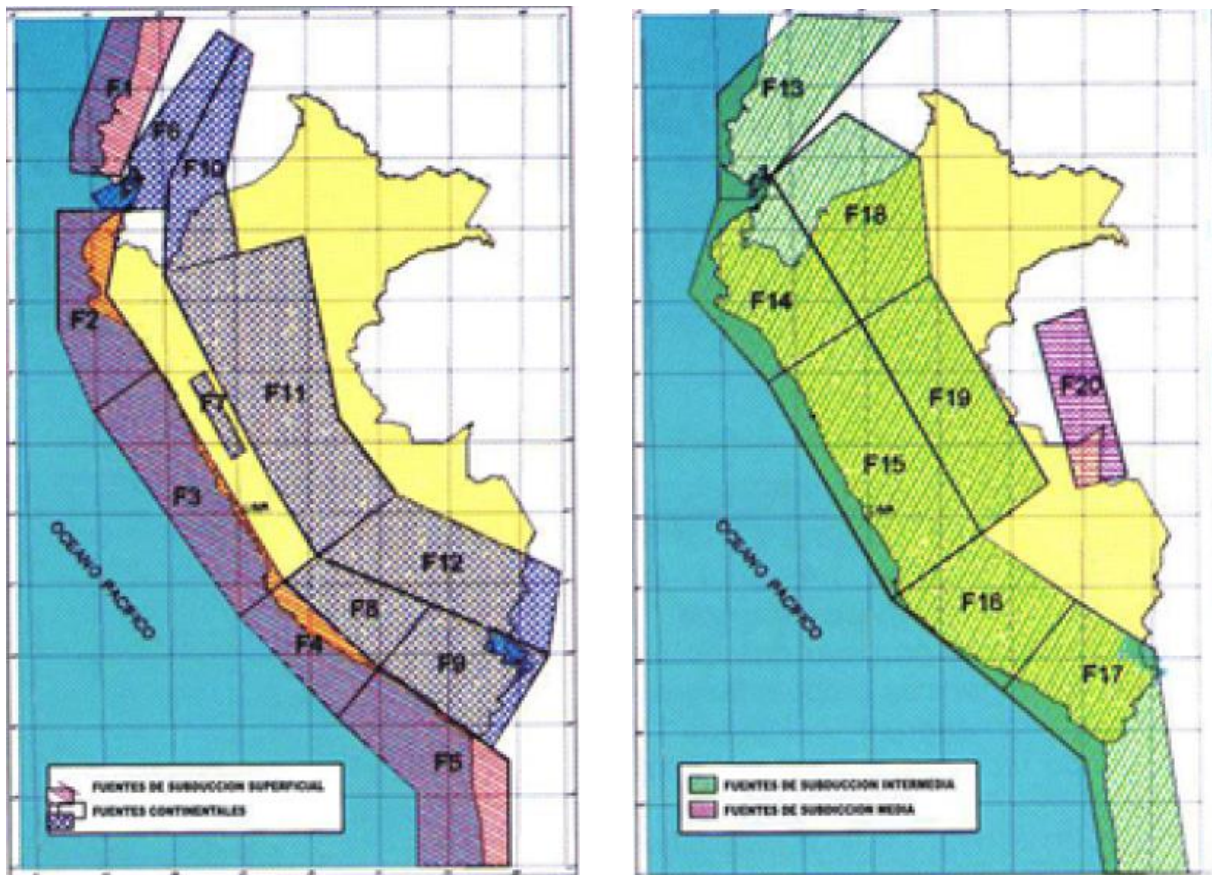 F1
F6
F10
F2
F11
F7
F3
F12
F8
F4
F9
F5
OCEANO PACIFICO
FUENTES DE SUBDUCCION SUPERFICIAL
FUENTES CONTINENTALES
F13
F18
F14
F20
F19
F15
F16
F17
OCEANO PACIFICO
FUENTES DE SUBDUCCION INTERMEDIA
FUENTES DE SUBDICCION MEDIA